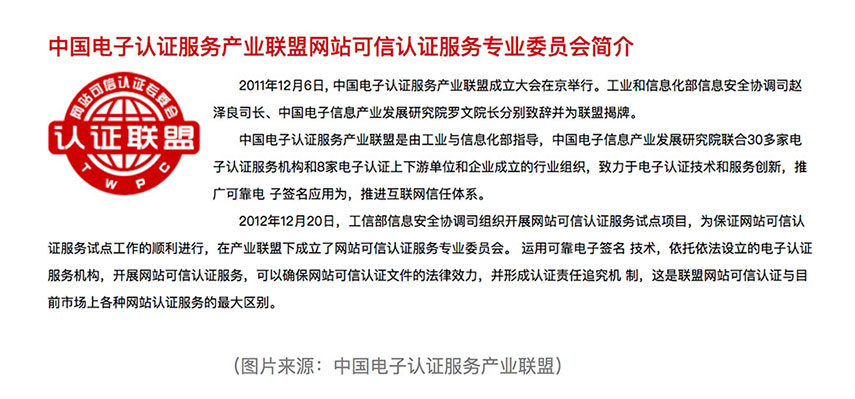 中国电子认证服务产业联盟网站可信认证服务专业委员会简介
网站可信认证专委会
认证联盟
TWPC
2011年12月6日, 中国电子认证服务产业联盟成立大会在京举行。工业和信息化部信息安全协调司赵
泽良司长、中国电子信息产业发展研究院罗文院长分别致辞并为联盟揭牌。
中国电子认证服务产业联盟是由工业与信息化部指导，中国电子信息产业发展研究院联合30多家电
子认证服务机构和8家电子认证上下游单位和企业成立的行业组织，致力于电子认证技术和服务创新，推
广可靠电 子签名应用为，推进互联网信任体系。
2012年12月20日，工信部信息安全协调司组织开展网站可信认证服务试点项目，为保证网站可信认
证服务试点工作的顺利进行，在产业联盟下成立了网站可信认证服务专业委员会。 运用可靠电子签名 技术，依托依法设立的电子认证
服务机构，开展网站可信认证服务，可以确保网站可信认证文件的法律效力，并形成认证责任追究机 制，这是联盟网站可信认证与目
前市场上各种网站认证服务的最大区别。
（图片来源：中国电子认证服务产业联盟）